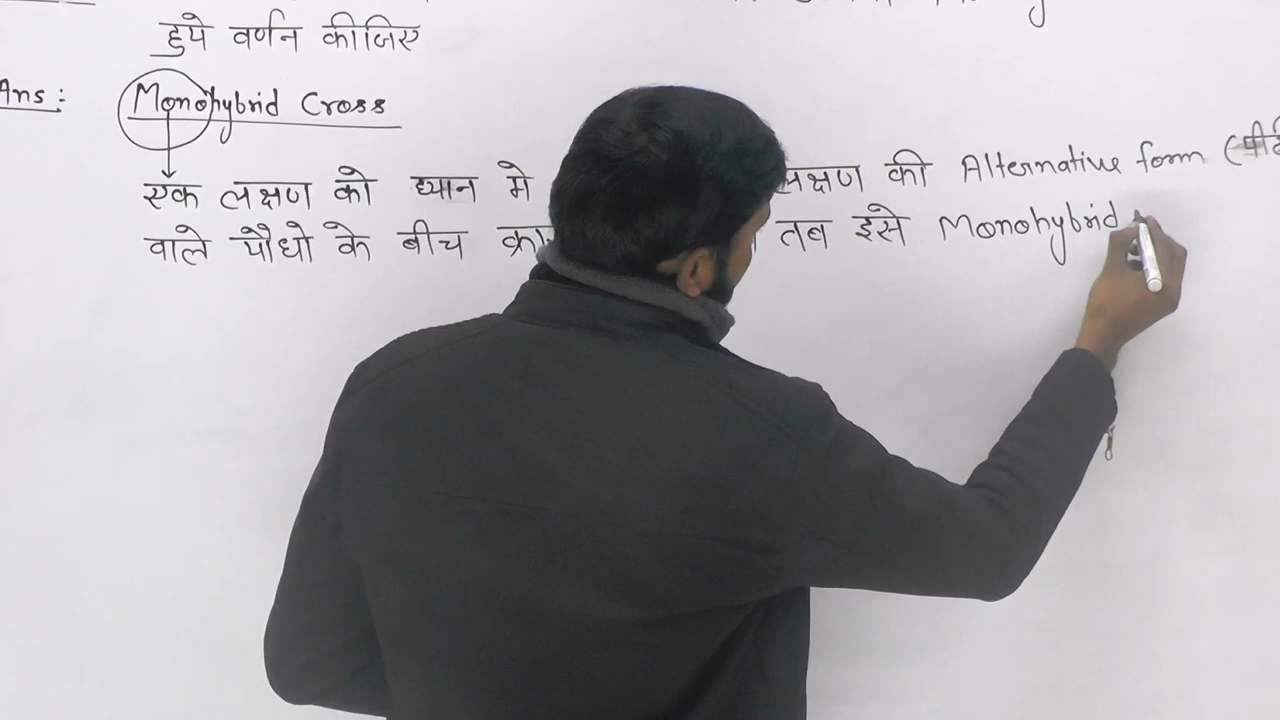 हुये वर्णन कीजिए
Ans:
Monohybrid Cross
एक लक्षण को ध्यान मे लक्षण की Alternative form
वाले पौधो के बीच तब इसे Monohybrid